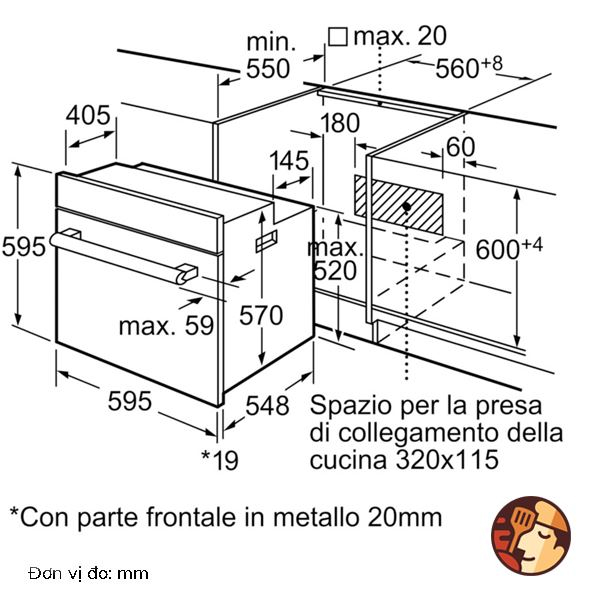 min.
550
max. 20
560+8
405
180
60
145
595
max.
520
600+4
570
max. 59
595
548
*19
Spazio per la presa
di collegamento della
cucina 320x115
*Con parte frontale in metallo 20mm
Đơn vị đo: mm